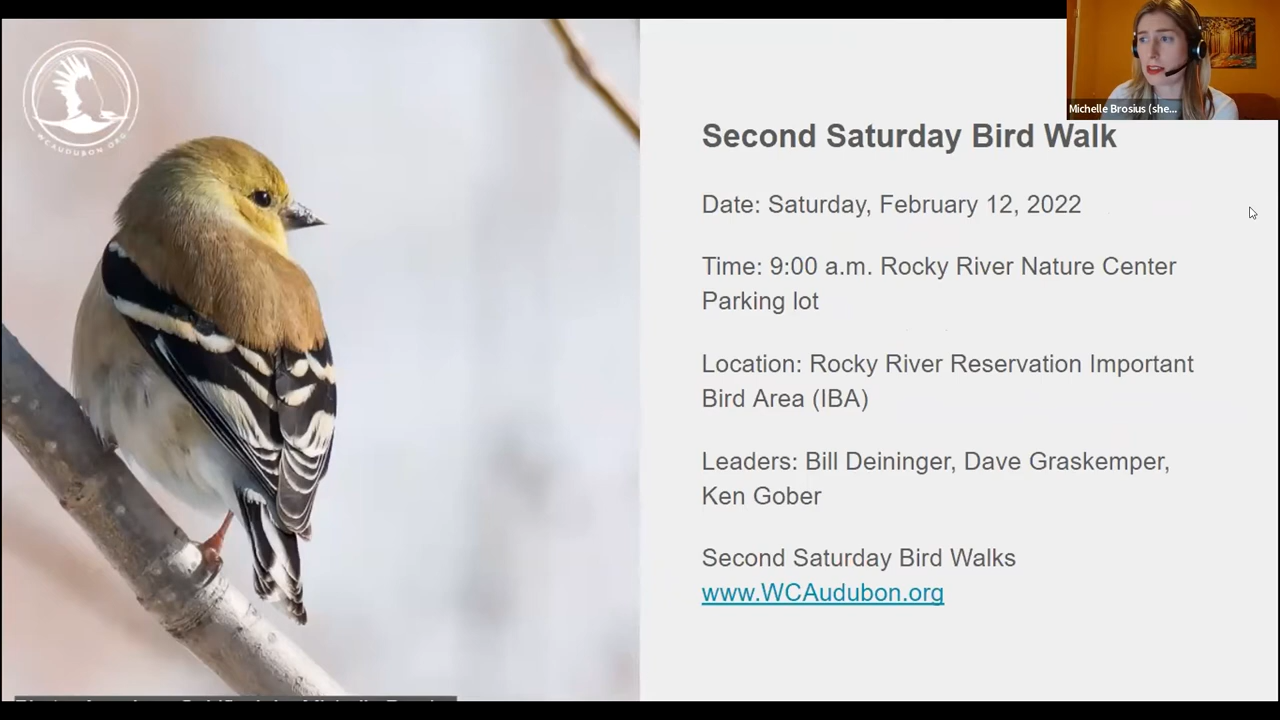 WCAUDUBON.ORG
Michelle Brosius (she...
Second Saturday Bird Walk
Date: Saturday, February 12, 2022
Time: 9:00 a.m. Rocky River Nature Center
Parking lot
Location: Rocky River Reservation Important
Bird Area (IBA)
Leaders: Bill Deininger, Dave Graskemper,
Ken Gober
Second Saturday Bird Walks
www.WCAudubon.org